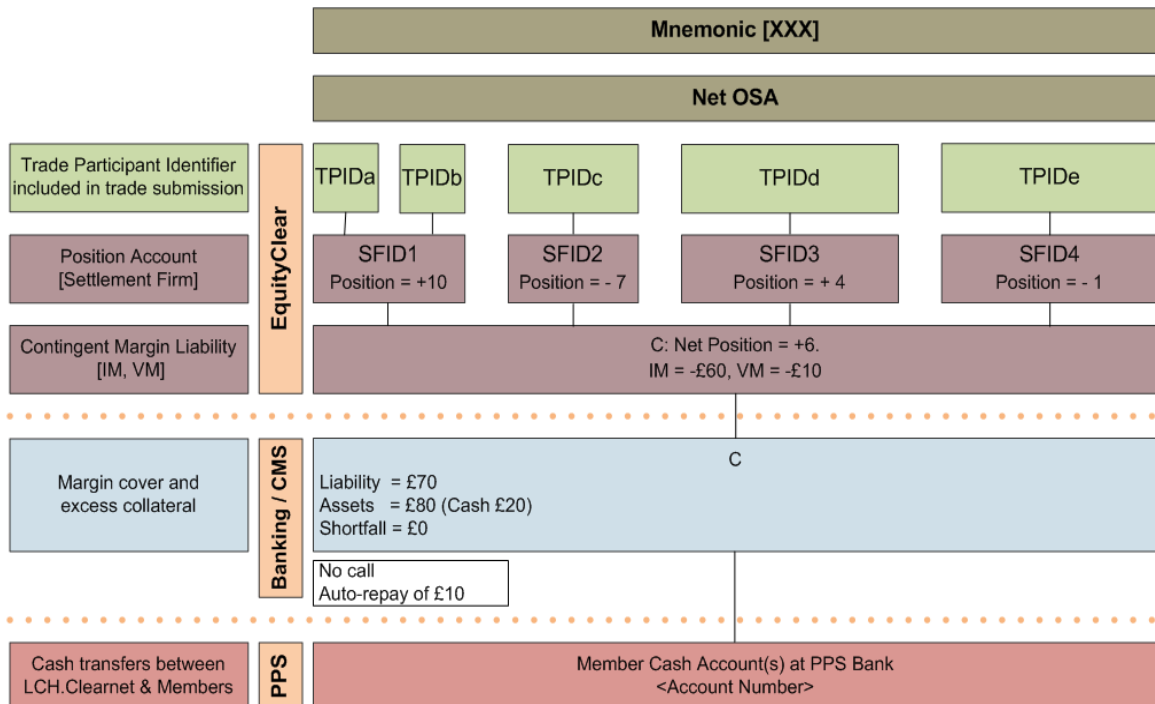 Mnemonic [XXX]
Net OSA
Trade Participant Identifier
included in trade submission
EquityClear
TPIDa
TPIDb
TPIDc
TPIDd
TPIDe
Position Account
[Settlement Firm]
SFID1
Position = +10
SFID2
Position = - 7
SFID3
Position = + 4
SFID4
Position = - 1
Contingent Margin Liability
[IM, VM]
C: Net Position = +6.
IM = -£60, VM = -£10
Margin cover and
excess collateral
Banking / CMS
C
Liability = £70
Assets = £80 (Cash £20)
Shortfall = £0
No call
Auto-repay of £10
Cash transfers between
LCH.Clearnet & Members
PPS
Member Cash Account(s) at PPS Bank
<Account Number>